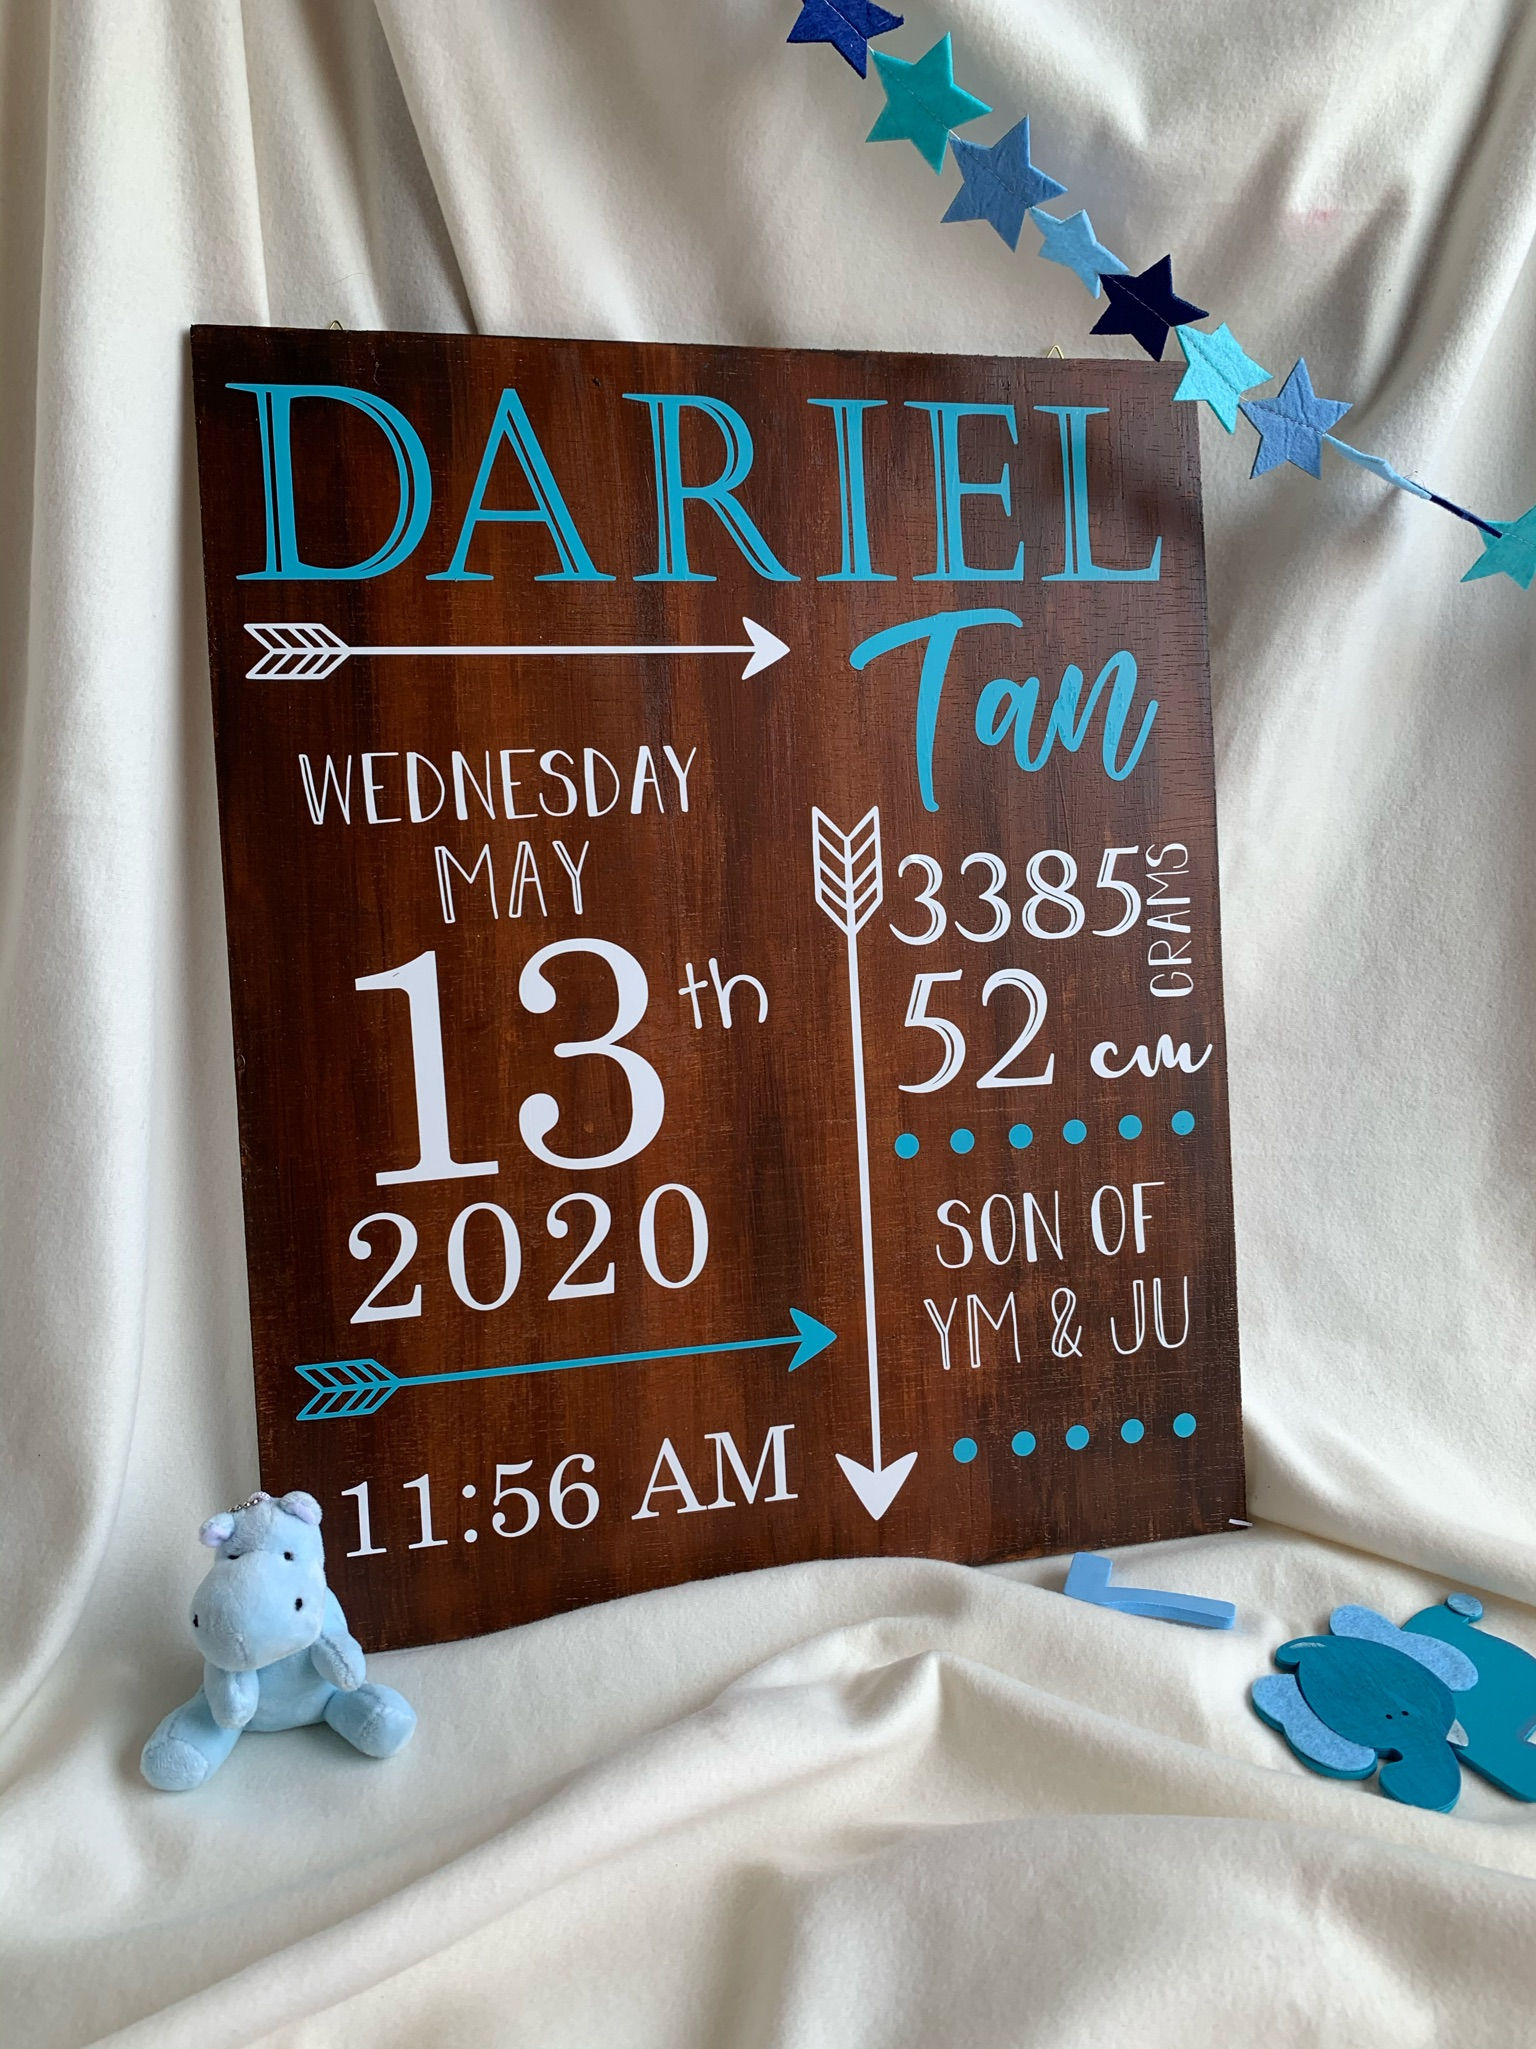 DARIEL
Tan
WEDNESDAY
MAY
13th
2020
11:56 AM
3385 GRAMS
52 cm
SON OF
YM & JU